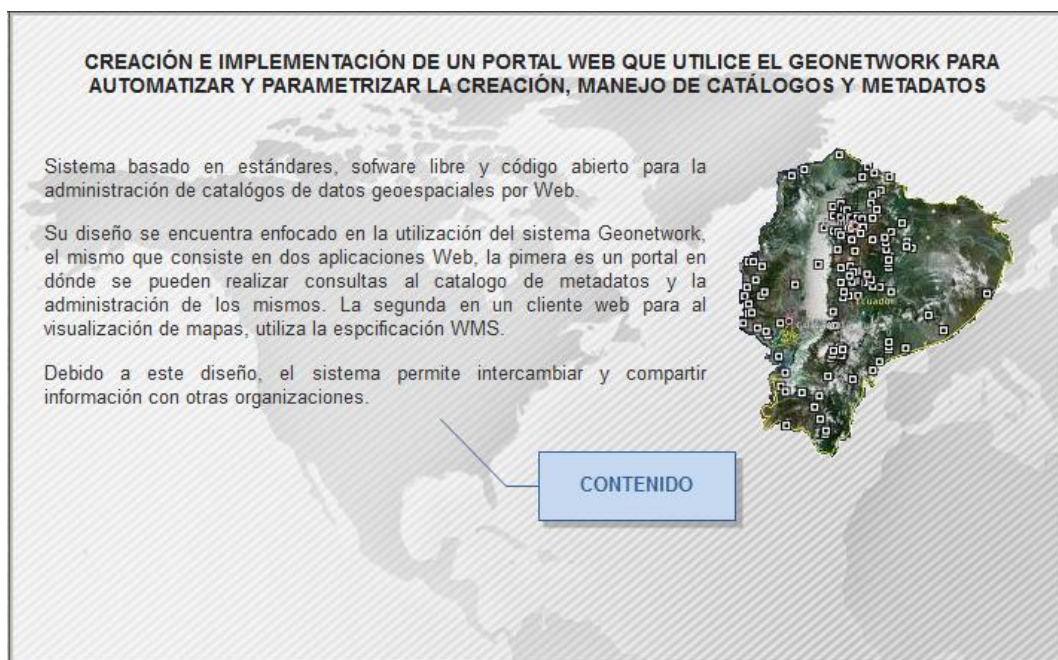 CREACIÓN E IMPLEMENTACIÓN DE UN PORTAL WEB QUE UTILICE EL GEONETWORK PARA
AUTOMATIZAR Y PARAMETRIZAR LA CREACIÓN, MANEJO DE CATÁLOGOS Y METADATOS
Sistema basado en estándares, sofware libre y código abierto para la
administración de catalógos de datos geoespaciales por Web.
Su diseño se encuentra enfocado en la utilización del sistema Geonetwork,
el mismo que consiste en dos aplicaciones Web, la pimera es un portal en
dónde se pueden realizar consultas al catalogo de metadatos y la
administración de los mismos. La segunda en un cliente web para al
visualización de mapas, utiliza la espcificación WMS.
Debido a este diseño, el sistema permite intercambiar y compartir
información con otras organizaciones.
Ecuador
CONTENIDO